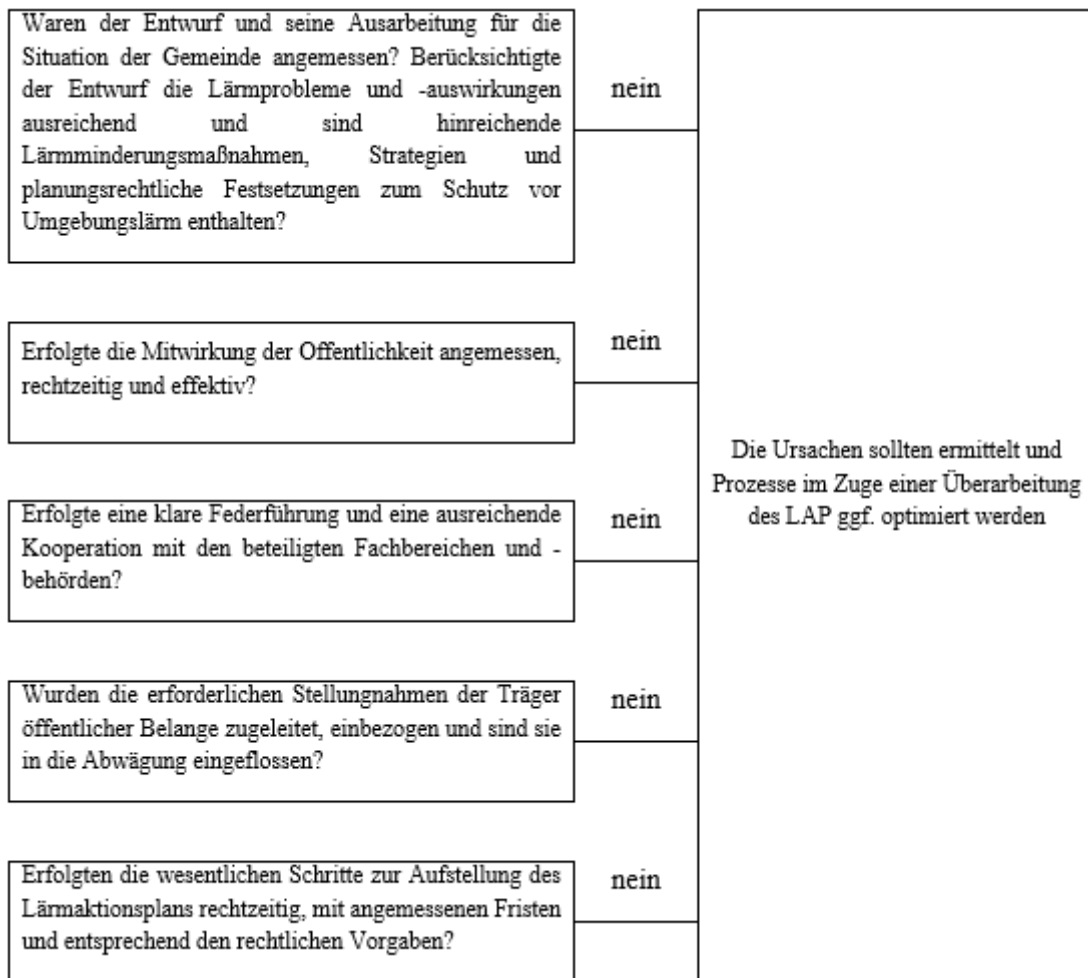 Waren der Entwurf und seine Ausarbeitung für die
Situation der Gemeinde angemessen? Berücksichtigte
der Entwurf die Lärmprobleme und -auswirkungen
ausreichend und sind hinreichende
Lärmminderungsmaßnahmen, Strategien und
planungsrechtliche Festsetzungen zum Schutz vor
Umgebungslärm enthalten?
nein
Erfolgte die Mitwirkung der Offentlichkeit angemessen,
rechtzeitig und effektiv?
nein
Erfolgte eine klare Federführung und eine ausreichende
Kooperation mit den beteiligten Fachbereichen und -
behörden?
nein
Wurden die erforderlichen Stellungnahmen der Träger
öffentlicher Belange zugeleitet, einbezogen und sind sie
in die Abwägung eingeflossen?
nein
Erfolgten die wesentlichen Schritte zur Aufstellung des
Lärmaktionsplans rechtzeitig, mit angemessenen Fristen
und entsprechend den rechtlichen Vorgaben?
nein
Die Ursachen sollten ermittelt und
Prozesse im Zuge einer Überarbeitung
des LAP ggf. optimiert werden